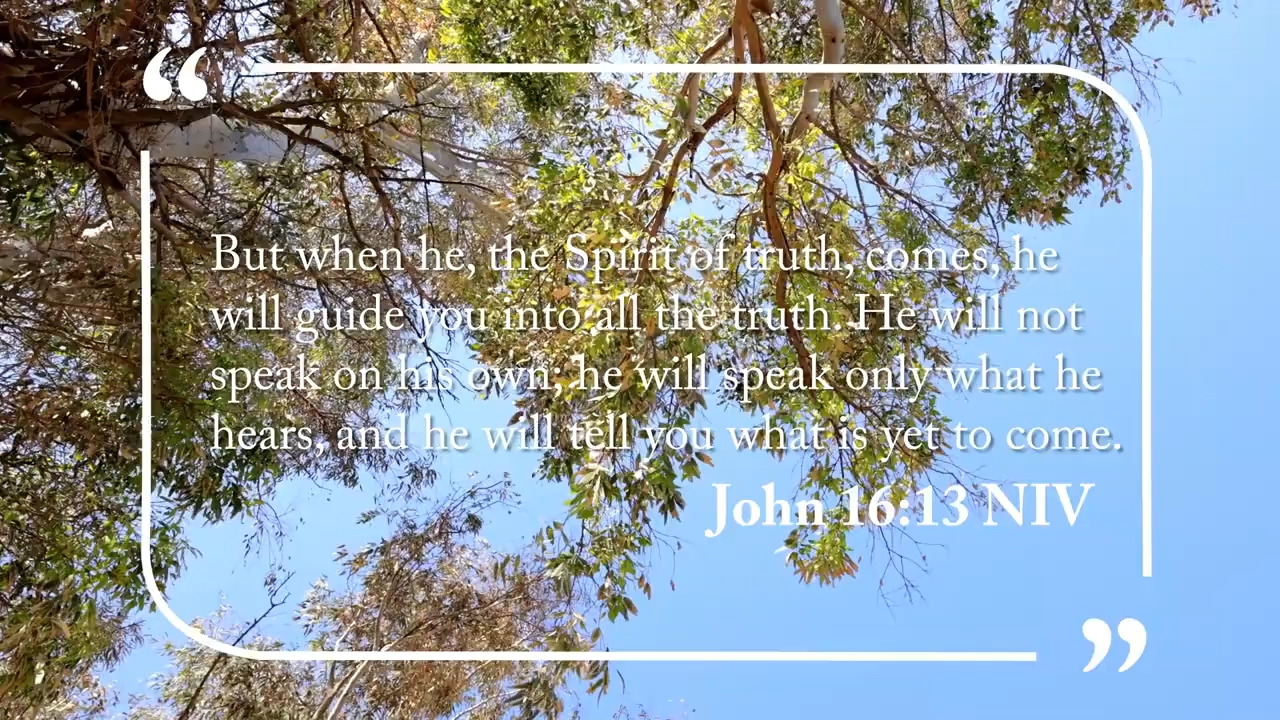 “
But when he, the Spirit of truth, comes, he
will guide you into all the truth. He will not
speak on his own; he will speak only what he
hears, and he will tell you what is yet to come.
John 16:13 NIV
”